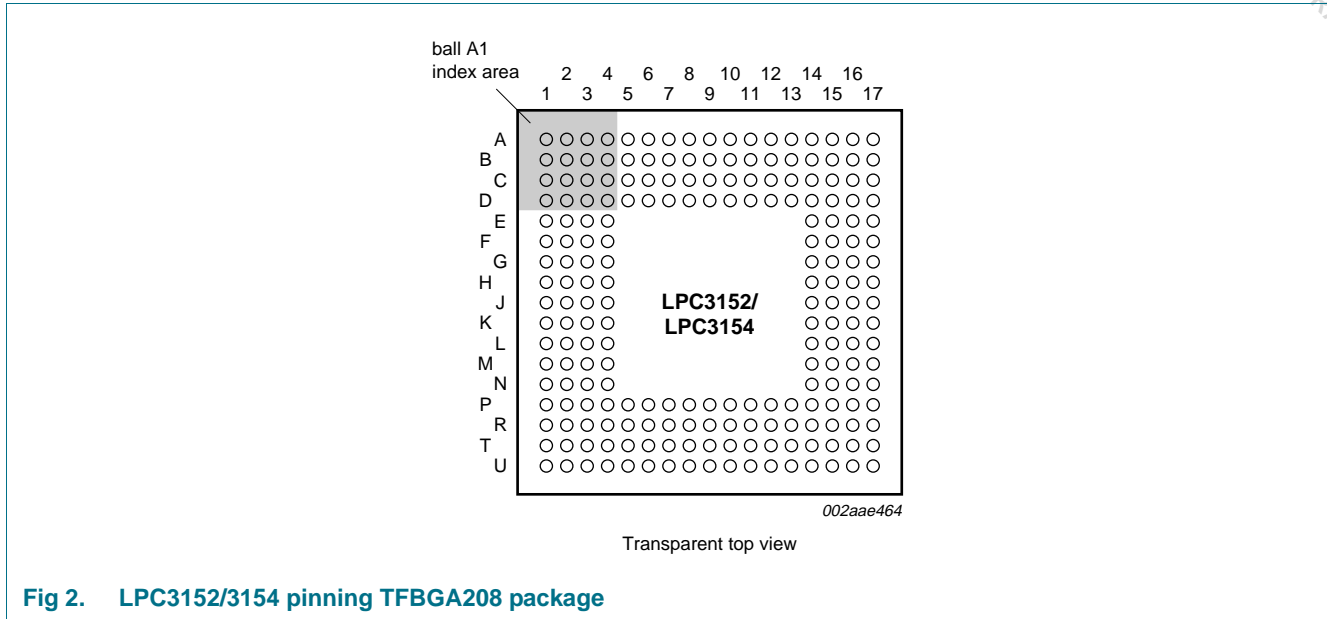 ball A1
index area
2 4 6 8 10 12 14 16
1 3 5 7 9 11 13 15 17
A
B
C
D
E
F
G
H
J
K
L
M
N
P
R
T
U
LPC3152/
LPC3154
002aae464
Transparent top view
Fig 2. LPC3152/3154 pinning TFBGA208 package